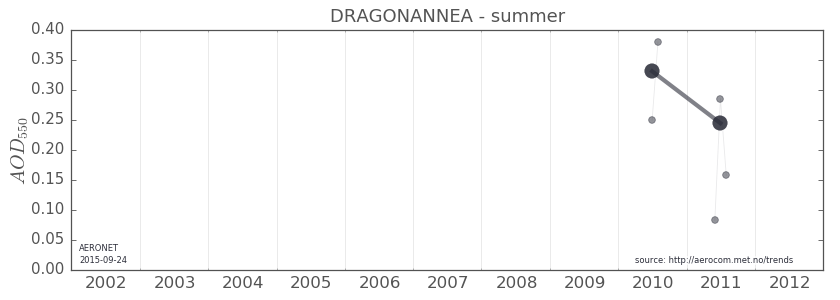 DRAGONANNEA - summer
0.40
0.35
0.30
0.25
0.20
0.15
0.10
0.05
0.00
AOD550
AERONET
2015-09-24
source: http://aerocom.met.no/trends
2002 2003 2004 2005 2006 2007 2008 2009 2010 2011 2012